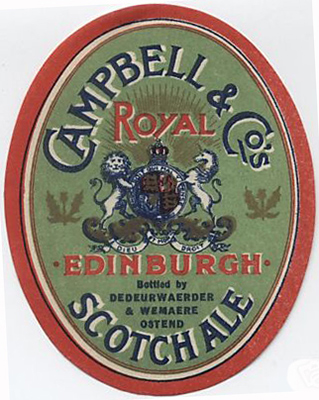 CAMPBELL & CO'S
ROYAL
DIEU ET MON DROIT
EDINBURGH
Bottled by
DEDEURWAERDER
& WEMAERE
OSTEND
SCOTCH ALE